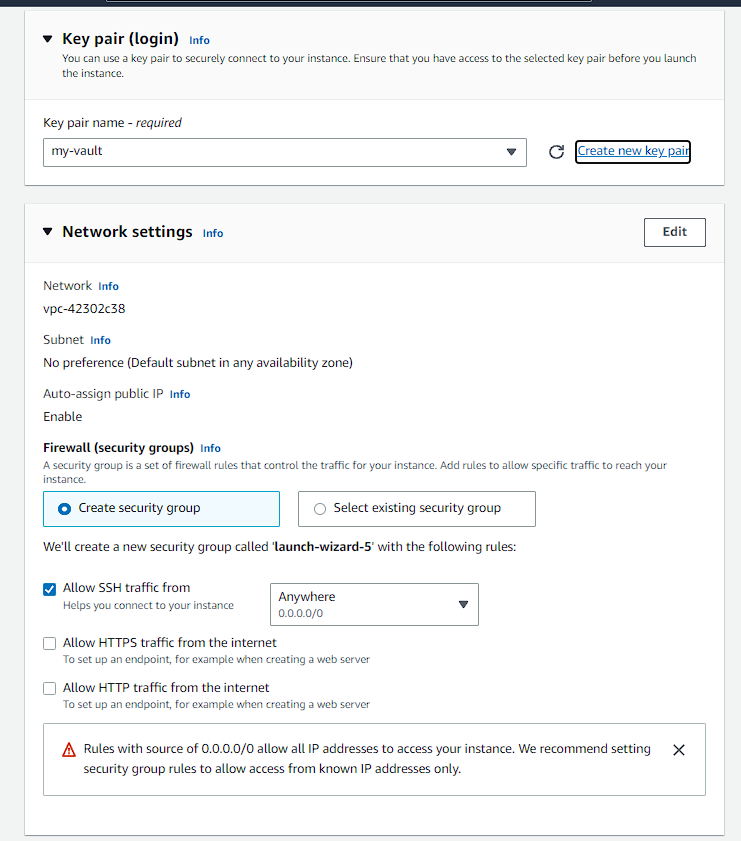 Key pair (login) Info
You can use a key pair to securely connect to your instance. Ensure that you have access to the selected key pair before you launch
the instance.
Key pair name - required
my-vault
Create new key pair
Network settings Info
Edit
Network Info
vpc-42302c38
Subnet Info
No preference (Default subnet in any availability zone)
Auto-assign public IP Info
Enable
Firewall (security groups) Info
A security group is a set of firewall rules that control the traffic for your instance. Add rules to allow specific traffic to reach your
instance.
Create security group
Select existing security group
We'll create a new security group called 'launch-wizard-5' with the following rules:
Allow SSH traffic from
Helps you connect to your instance
Anywhere
0.0.0.0/0
Allow HTTPS traffic from the internet
To set up an endpoint, for example when creating a web server
Allow HTTP traffic from the internet
To set up an endpoint, for example when creating a web server
Rules with source of 0.0.0.0/0 allow all IP addresses to access your instance. We recommend setting
security group rules to allow access from known IP addresses only.